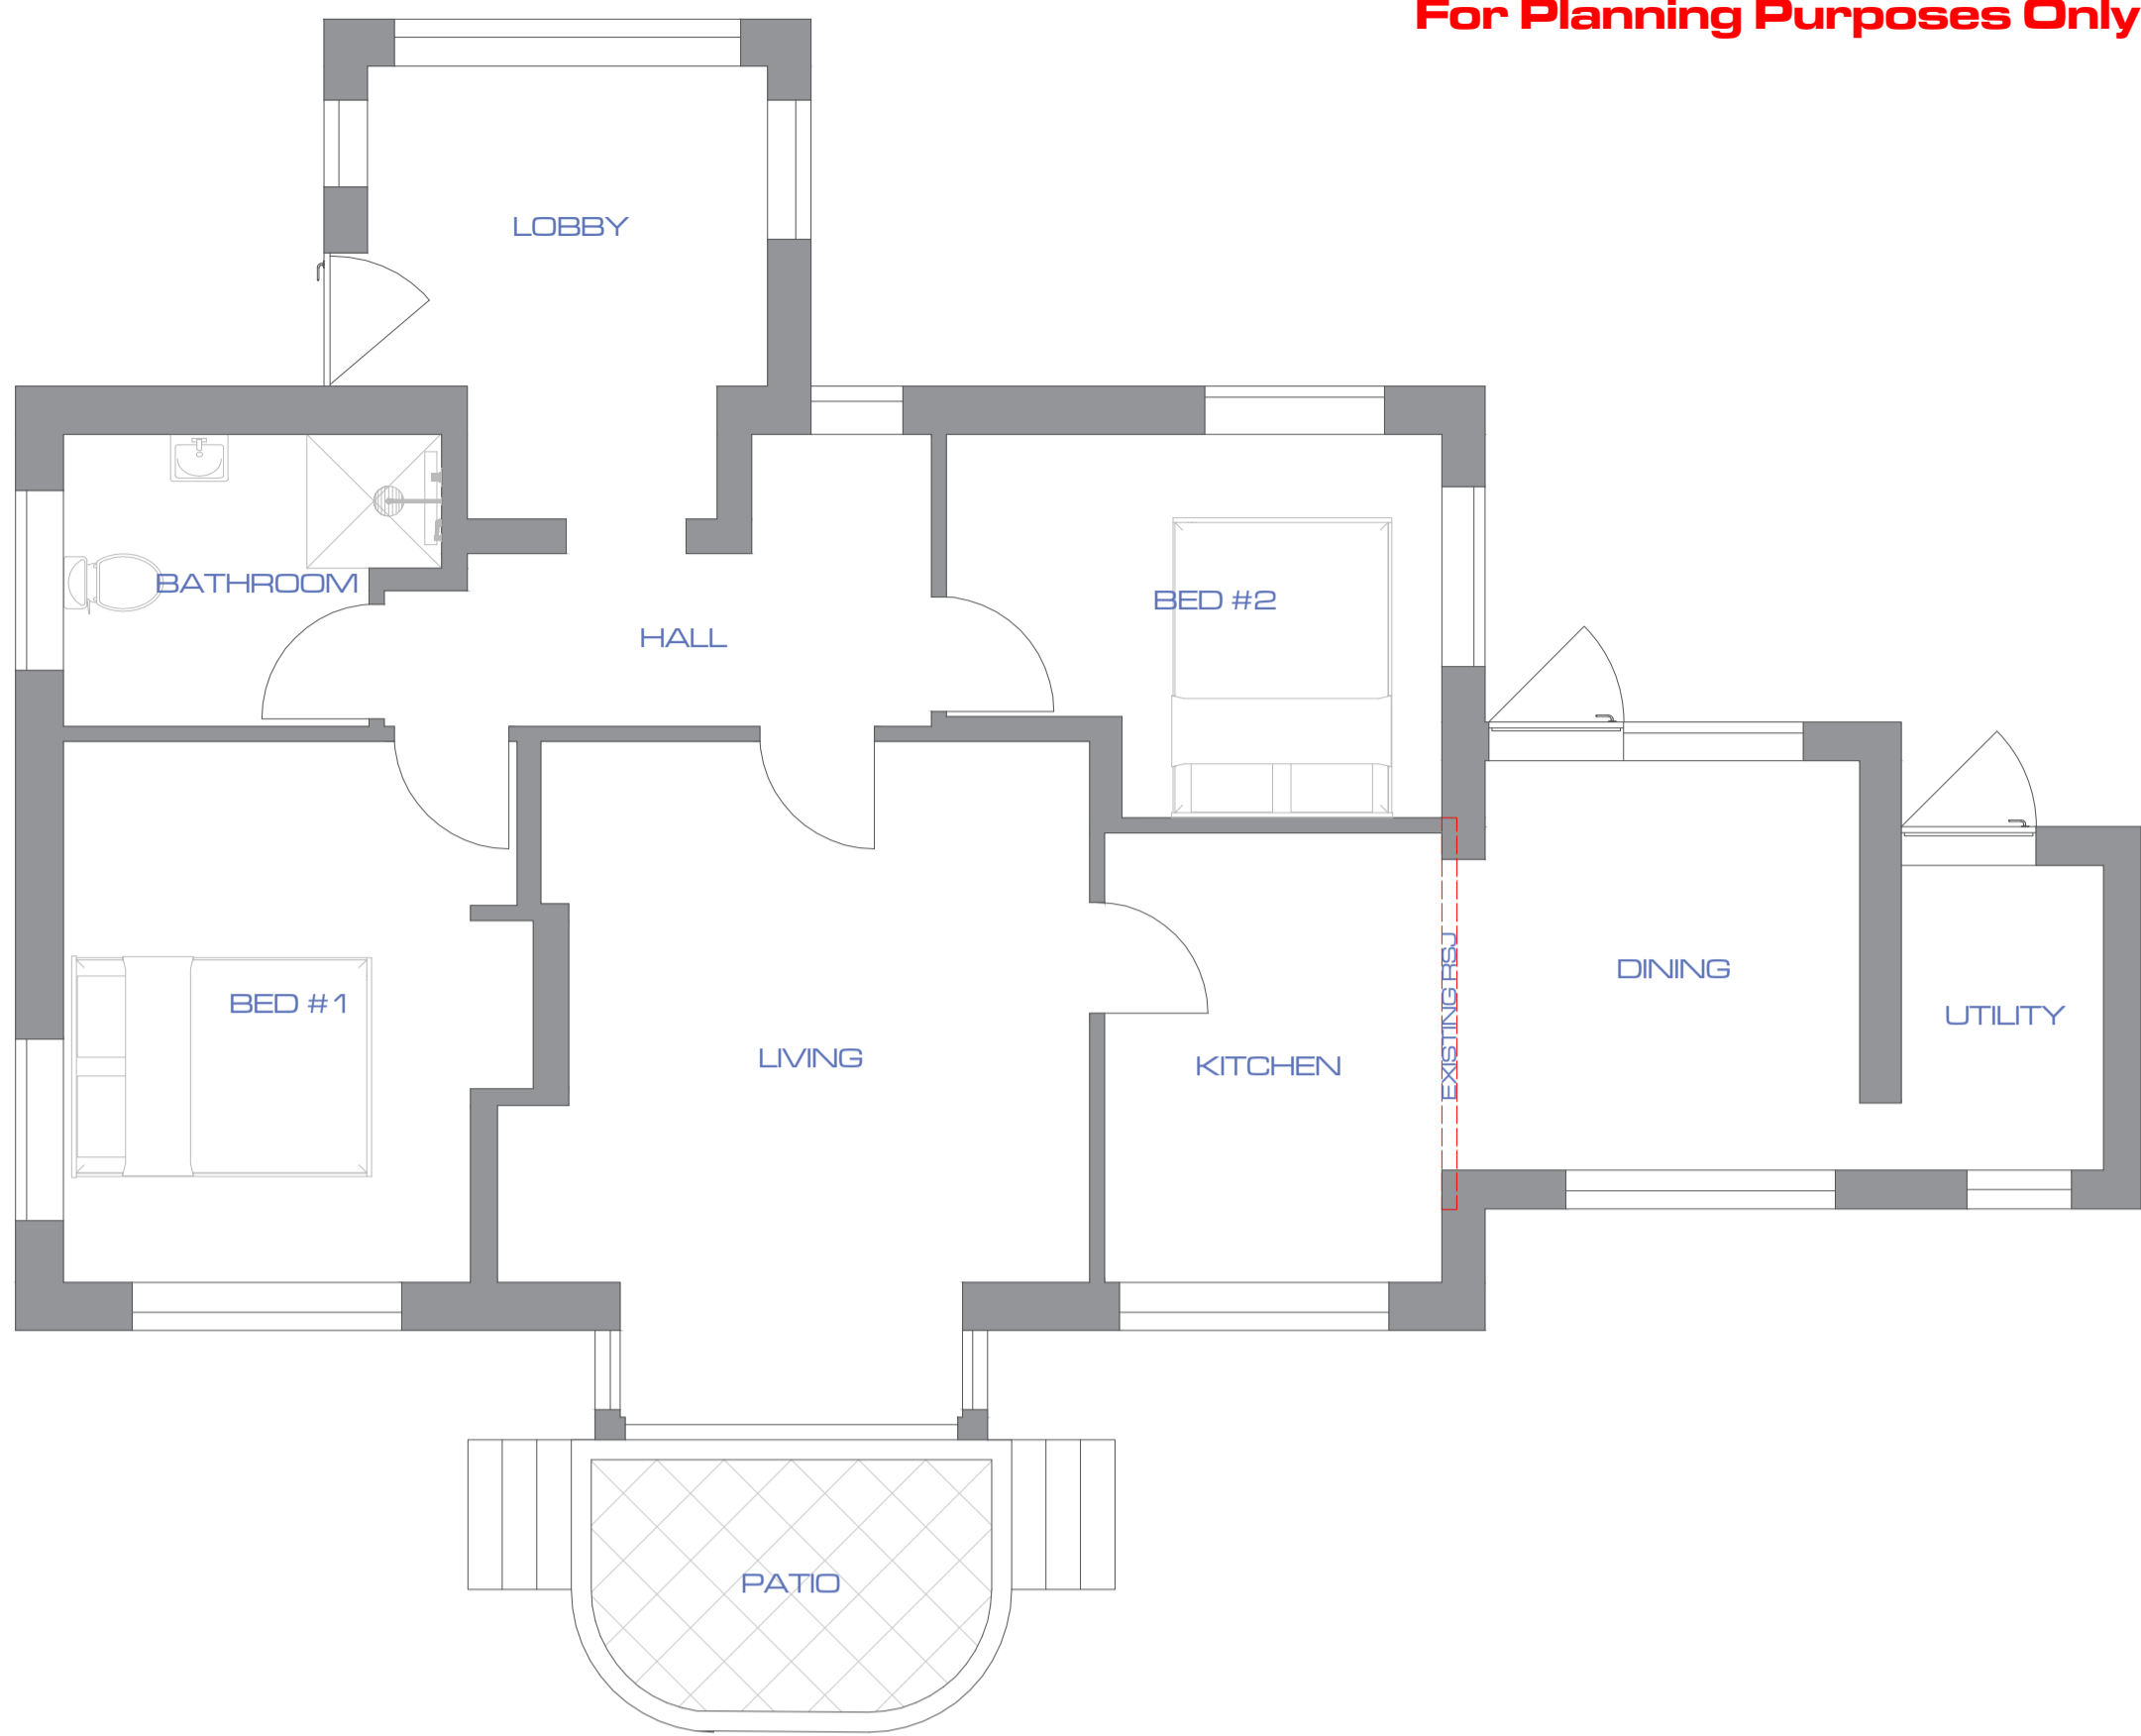 For Planning Purposes Only
LOBBY
BATHROOM
BED #2
HALL
DINING
BED #1
UTILITY
EXISTING RSJ
LIVING
KITCHEN
PATIO